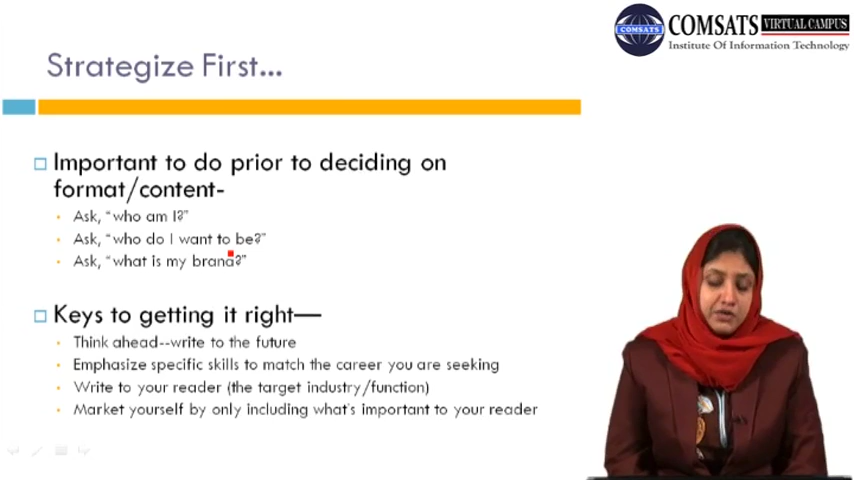 COMSATS VIRTUAL CAMPUS
COMSATS
Institute Of Information Technology
Strategize First...
Important to do prior to deciding on
format/content-
Ask, "who am I?"
Ask, "who do I want to be?"
Ask, "what is my brand?"
Keys to getting it right—
Think ahead--write to the future
Emphasize specific skills to match the career you are seeking
Write to your reader (the target industry/function)
Market yourself by only including what's important to your reader